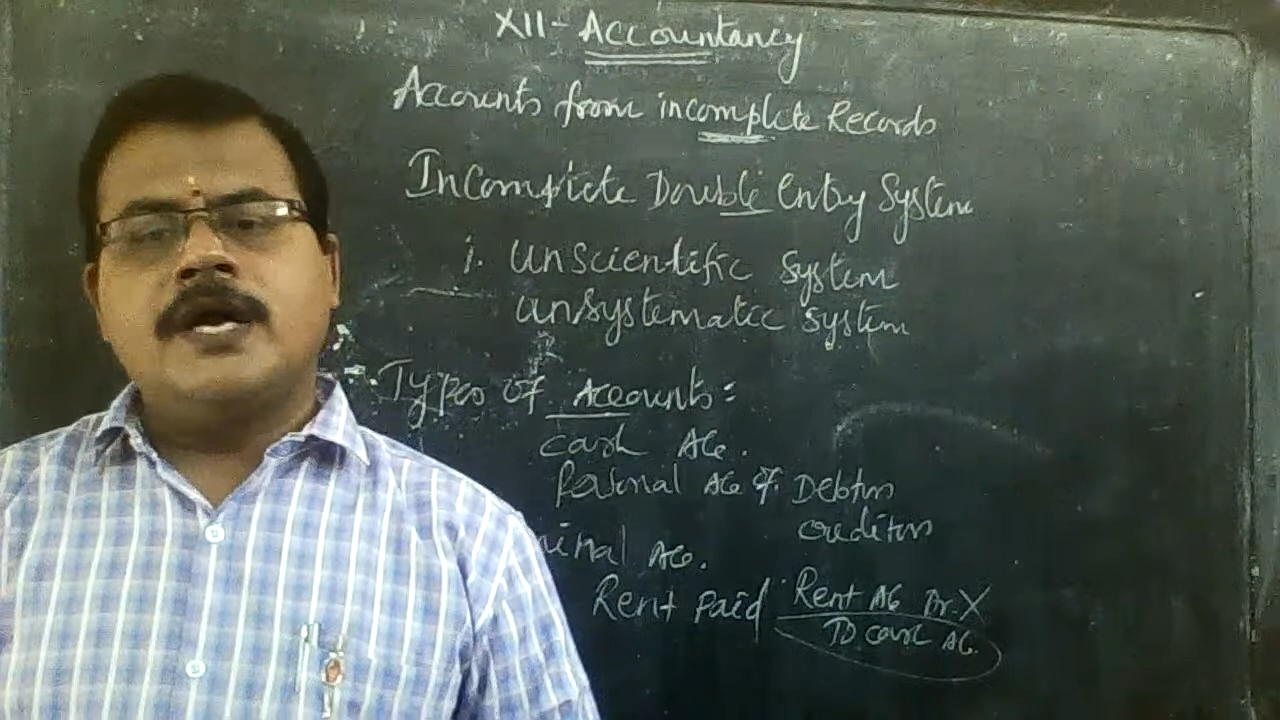 XII - Accountancy
Accounts from incomplete Records
Incomplete Double Entry System
i. unscientific system
unsystematic system
Types of Accounts:
cash A/c.
Personal A/c of Debtors
creditors
minal A/c.
Rent paid Rent A/c Dr. X
To cash A/c.